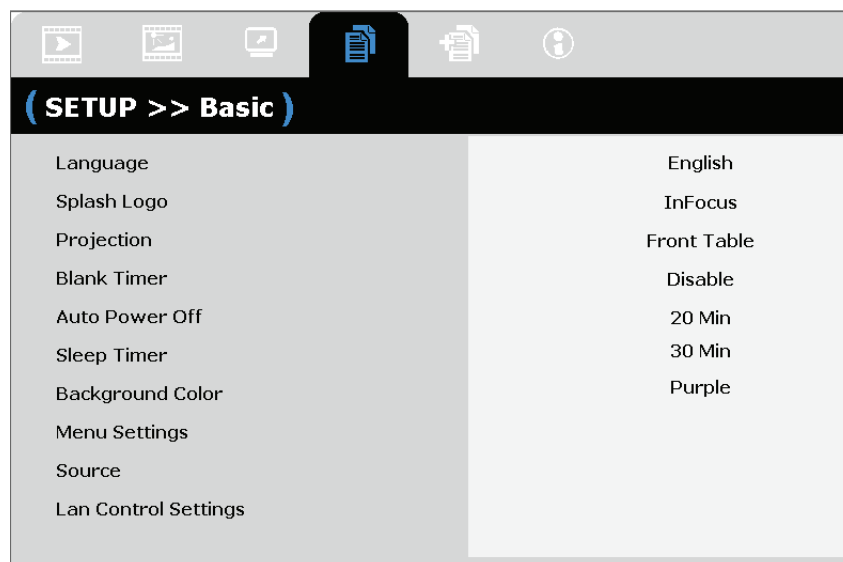 SETUP >> Basic
Language English
Splash Logo InFocus
Projection Front Table
Blank Timer Disable
Auto Power Off 20 Min
Sleep Timer 30 Min
Background Color Purple
Menu Settings
Source
Lan Control Settings